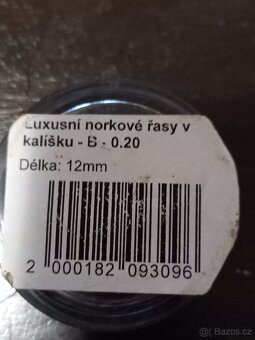 Luxusní norkové řasy v
kalíšku - B - 0.20
Délka: 12mm
2 000182 093096
© Bazos.cz